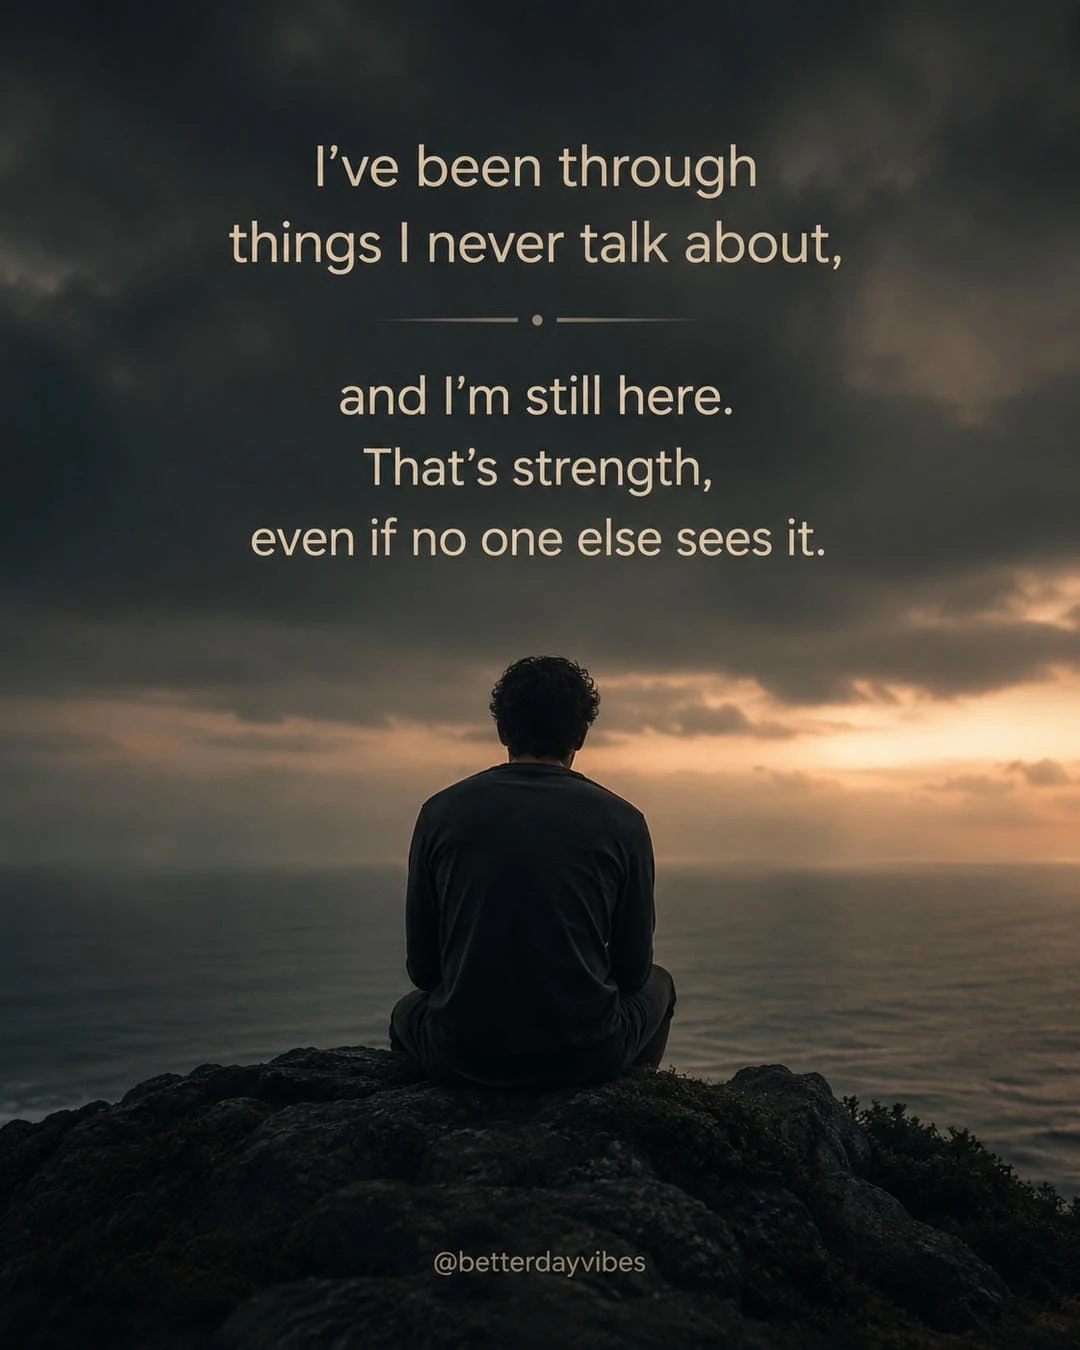 I’ve been through
things I never talk about,
and I’m still here.
That’s strength,
even if no one else sees it.
@betterdayvibes